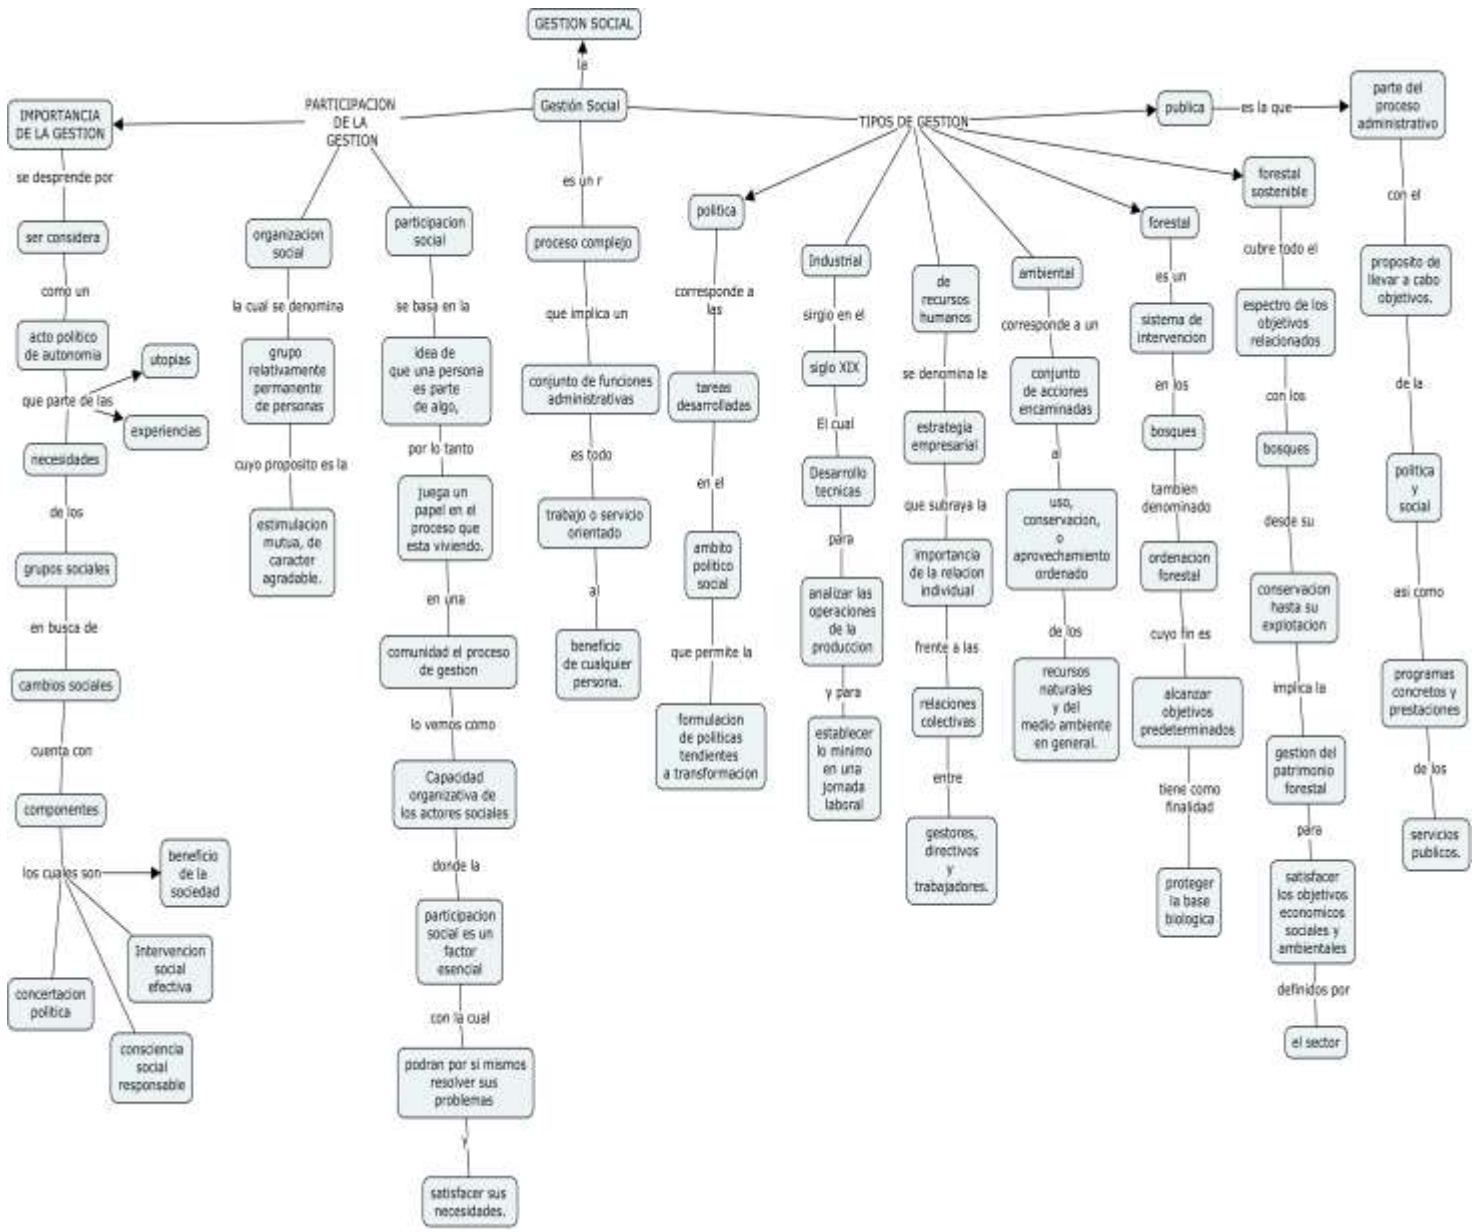 GESTION SOCIAL
la
Gestión Social
IMPORTANCIA
DE LA GESTION
se desprende por
ser considera
como un
acto politico
de autonomia
que parte de las
utopias
experiencias
necesidades
de los
grupos sociales
en busca de
cambios sociales
cuenta con
componentes
los cuales son
beneficio
de la
sociedad
Intervencion
social
efectiva
concertacion
politica
consciencia
social
responsable
PARTICIPACION
DE LA
GESTION
organizacion
social
la cual se denomina
grupo
relativamente
permanente
de personas
cuyo proposito es la
estimulacion
mutua, de
caracter
agradable.
participacion
social
se basa en la
idea de
que una persona
es parte
de algo,
por lo tanto
juega un
papel en el
proceso que
esta viviendo.
en una
comunidad el proceso
de gestion
lo vemos como
Capacidad
organizativa de
los actores sociales
donde la
participacion
social es un
factor
esencial
con la cual
podran por si mismos
resolver sus
problemas
y
satisfacer sus
necesidades.
es un r
proceso complejo
que implica un
conjunto de funciones
administrativas
es todo
trabajo o servicio
orientado
al
beneficio
de cualquier
persona.
TIPOS DE GESTION
politica
corresponde a
las
tareas
desarrolladas
en el
ambito
politico
social
que permite la
formulacion
de politicas
tendientes
a transformacion
Industrial
sirgio en el
siglo XIX
El cual
Desarrollo
tecnicas
para
analizar las
operaciones
de la
produccion
y para
establecer
lo minimo
en una
jornada
laboral
de
recursos
humanos
se denomina la
estrategia
empresarial
que subraya la
importancia
de la relacion
individual
frente a las
relaciones
colectivas
entre
gestores,
directivos
y
trabajadores.
ambiental
corresponde a un
conjunto
de acciones
encaminadas
al
uso,
conservacion,
o
aprovechamiento
ordenado
de los
recursos
naturales
y del
medio ambiente
en general.
forestal
es un
sistema de
intervencion
en los
bosques
tambien
denominado
ordenacion
forestal
cuyo fin es
alcanzar
objetivos
predeterminados
tiene como
finalidad
proteger
la base
biologica
forestal
sostenible
cubre todo el
espectro de los
objetivos
relacionados
con los
bosques
desde su
conservacion
hasta su
explotacion
implica la
gestion del
patrimonio
forestal
para
satisfacer
los objetivos
economicos
sociales y
ambientales
definidos por
el sector
publica
es la que
parte del
proceso
administrativo
con el
proposito de
llevar a cabo
objetivos.
de la
politica
y
social
asi como
programas
concretos y
prestaciones
de los
servicios
publicos.